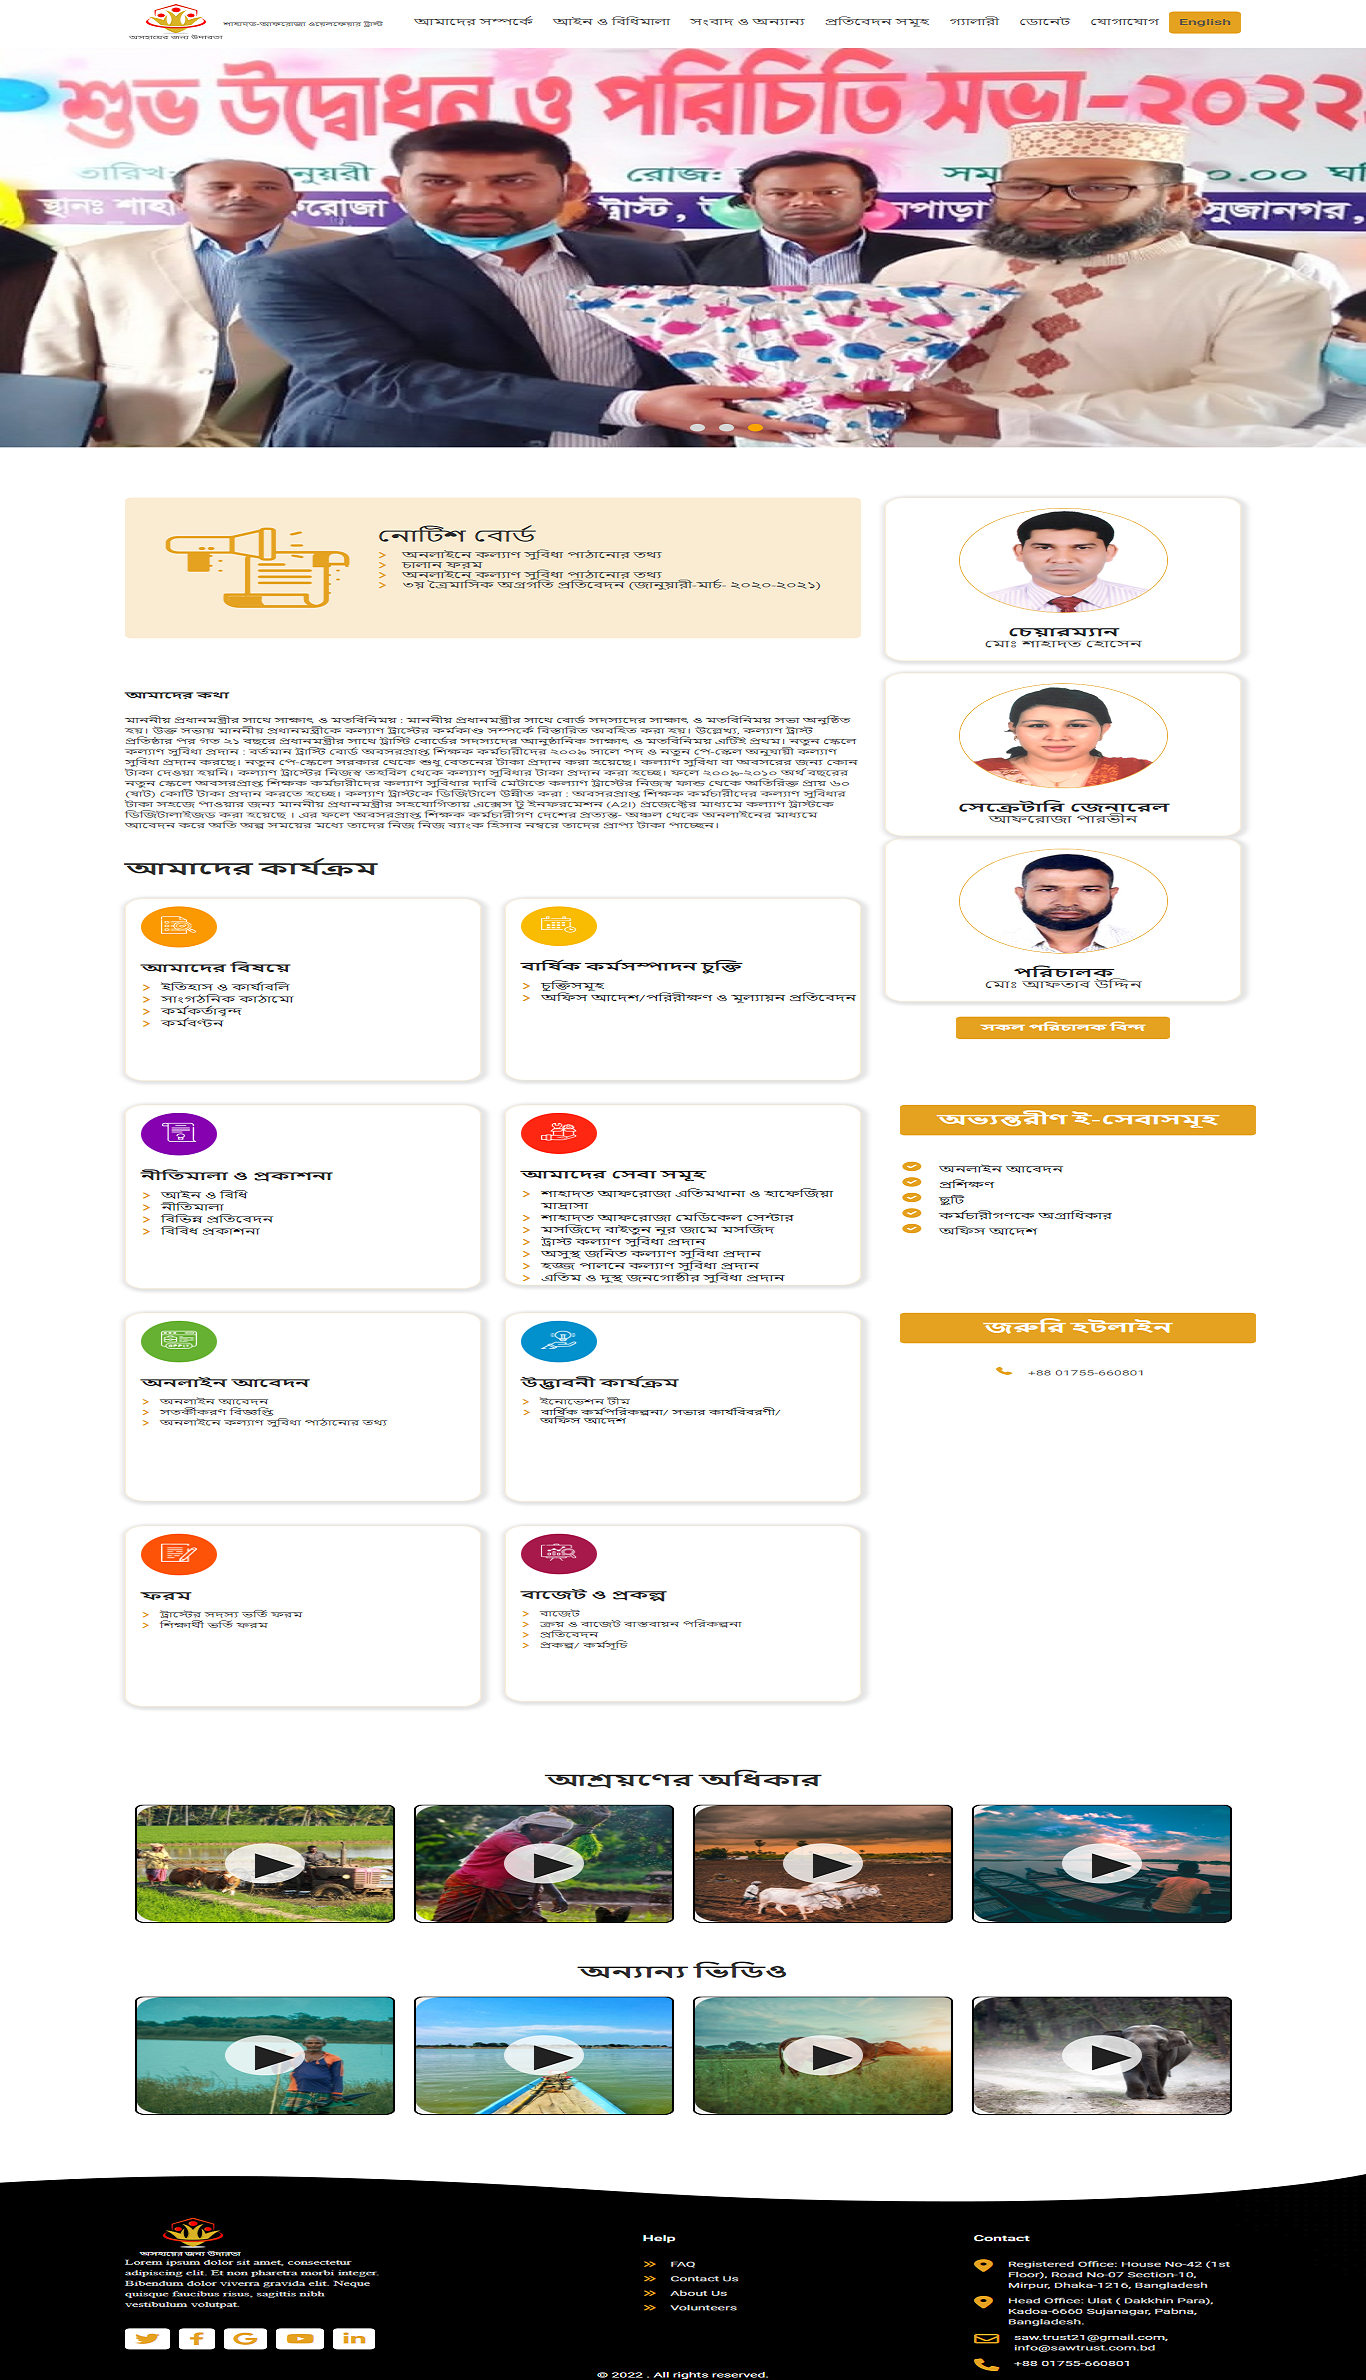 শাহাদত-আফরোজা ওয়েলফেয়ার ট্রাস্ট
অসহায়ের জন্য উদারতা
আমাদের সম্পর্কে
আইন ও বিধিমালা
সংবাদ ও অন্যান্য
প্রতিবেদন সমূহ
গ্যালারী
ডোনেট
যোগাযোগ
English
শুভ উদ্বোধন ও পরিচিতি সভা-২০২২
তারিখ:
রোজ:
স্থানঃ শাহা
ট্রাস্ট,
সুজানগর,
নোটিশ বোর্ড
অনলাইনে কল্যাণ সুবিধা পাঠানোর তথ্য
চালান ফরম
অনলাইনে কল্যাণ সুবিধা পাঠানোর তথ্য
৩য় ত্রৈমাসিক অগ্রগতি প্রতিবেদন (জানুয়ারী-মার্চ- ২০২০-২০২১)
চেয়ারম্যান
মোঃ শাহাদত হোসেন
সেক্রেটারি জেনারেল
আফরোজা পারভীন
পরিচালক
মোঃ আফতাব উদ্দিন
সকল পরিচালক বিন্দ
আমাদের কথা
মাননীয় প্রধানমন্ত্রীর সাথে সাক্ষাৎ ও মতবিনিময় : মাননীয় প্রধানমন্ত্রীর সাথে বোর্ড সদস্যদের সাক্ষাৎ ও মতবিনিময় সভা অনুষ্ঠিত
হয়। উক্ত সভায় মাননীয় প্রধানমন্ত্রীকে কল্যাণ ট্রাস্টের কর্মকাণ্ড সম্পর্কে বিস্তারিত অবহিত করা হয়। উল্লেখ্য, কল্যাণ ট্রাস্ট
প্রতিষ্ঠার পর গত ২১ বছরে প্রধানমন্ত্রীর সাথে ট্রাস্টি বোর্ডের সদস্যদের আনুষ্ঠানিক সাক্ষাৎ ও মতবিনিময় এটিই প্রথম। নতুন স্কেলে
কল্যাণ সুবিধা প্রদান : বর্তমান ট্রাস্টি বোর্ড অবসরপ্রাপ্ত শিক্ষক কর্মচারীদের ২০০৯ সালে পদ ও নতুন পে-স্কেল অনুযায়ী কল্যাণ
সুবিধা প্রদান করছে। নতুন পে-স্কেলে সরকার থেকে শুধু বেতনের টাকা প্রদান করা হয়েছে। কল্যাণ সুবিধা বা অবসরের জন্য কোন
টাকা দেওয়া হয়নি। কল্যাণ ট্রাস্টের নিজস্ব তহবিল থেকে কল্যাণ সুবিধার টাকা প্রদান করা হচ্ছে। ফলে ২০০৯-২০১০ অর্থ বছরের
নতুন স্কেলে অবসরপ্রাপ্ত শিক্ষক কর্মচারীদের কল্যাণ সুবিধার দাবি মেটাতে কল্যাণ ট্রাস্টের নিজস্ব ফান্ড থেকে অতিরিক্ত প্রায় ৬০
(ষাট) কোটি টাকা প্রদান করতে হচ্ছে। কল্যাণ ট্রাস্টকে ডিজিটালে উন্নীত করা : অবসরপ্রাপ্ত শিক্ষক কর্মচারীদের কল্যাণ সুবিধার
টাকা সহজে পাওয়ার জন্য মাননীয় প্রধানমন্ত্রীর সহযোগিতায় এক্সেস টু ইনফরমেশন (A2I) প্রজেক্টের মাধ্যমে কল্যাণ ট্রাস্টকে
ডিজিটালাইজড করা হয়েছে । এর ফলে অবসরপ্রাপ্ত শিক্ষক কর্মচারীগণ দেশের প্রত্যন্ত- অঞ্চল থেকে অনলাইনের মাধ্যমে
আবেদন করে অতি অল্প সময়ের মধ্যে তাদের নিজ নিজ ব্যাংক হিসাব নম্বরে তাদের প্রাপ্য টাকা পাচ্ছেন।
আমাদের কার্যক্রম
আমাদের বিষয়ে
ইতিহাস ও কার্যাবলি
সাংগঠনিক কাঠামো
কর্মকর্তাবৃন্দ
কর্মবণ্টন
বার্ষিক কর্মসম্পাদন চুক্তি
চুক্তিসমূহ
অফিস আদেশ/পরিরীক্ষণ ও মূল্যায়ন প্রতিবেদন
নীতিমালা ও প্রকাশনা
আইন ও বিধি
নীতিমালা
বিভিন্ন প্রতিবেদন
বিবিধ প্রকাশনা
আমাদের সেবা সমূহ
শাহাদত আফরোজা এতিমখানা ও হাফেজিয়া
মাদ্রাসা
শাহাদত আফরোজা মেডিকেল সেন্টার
মসজিদে বাইতুন নূর জামে মসজিদ
ট্রাস্ট কল্যাণ সুবিধা প্রদান
অসুস্থ জনিত কল্যাণ সুবিধা প্রদান
হজ্জ পালনে কল্যাণ সুবিধা প্রদান
এতিম ও দুস্থ জনগোষ্ঠীর সুবিধা প্রদান
অভ্যন্তরীণ ই-সেবাসমূহ
অনলাইন আবেদন
প্রশিক্ষণ
ছুটি
কর্মচারীগণকে অগ্রাধিকার
অফিস আদেশ
অনলাইন আবেদন
অনলাইন আবেদন
সতর্কীকরণ বিজ্ঞপ্তি
অনলাইনে কল্যাণ সুবিধা পাঠানোর তথ্য
উদ্ভাবনী কার্যক্রম
ইনোভেশন টীম
বার্ষিক কর্মপরিকল্পনা/ সভার কার্যবিবরণী/
অফিস আদেশ
জরুরি হটলাইন
+88 01755-660801
ফরম
ট্রাস্টের সদস্য ভর্তি ফরম
শিক্ষার্থী ভর্তি ফরম
বাজেট ও প্রকল্প
বাজেট
ক্রয় ও বাজেট বাস্তবায়ন পরিকল্পনা
প্রতিবেদন
প্রকল্প/ কর্মসূচি
আশ্রয়ণের অধিকার
অন্যান্য ভিডিও
অসহায়ের জন্য উদারতা
Lorem ipsum dolor sit amet, consectetur
adipiscing elit. Et non pharetra morbi integer.
Bibendum dolor viverra gravida elit. Neque
quisque faucibus risus, sagittis nibh
vestibulum volutpat.
Help
FAQ
Contact Us
About Us
Volunteers
Contact
Registered Office: House No-42 (1st
Floor), Road No-07 Section-10,
Mirpur, Dhaka-1216, Bangladesh
Head Office: Ulat ( Dakkhin Para),
Kadoa-6660 Sujanagar, Pabna,
Bangladesh.
saw.trust21@gmail.com,
info@sawtrust.com.bd
+88 01755-660801
© 2022 . All rights reserved.